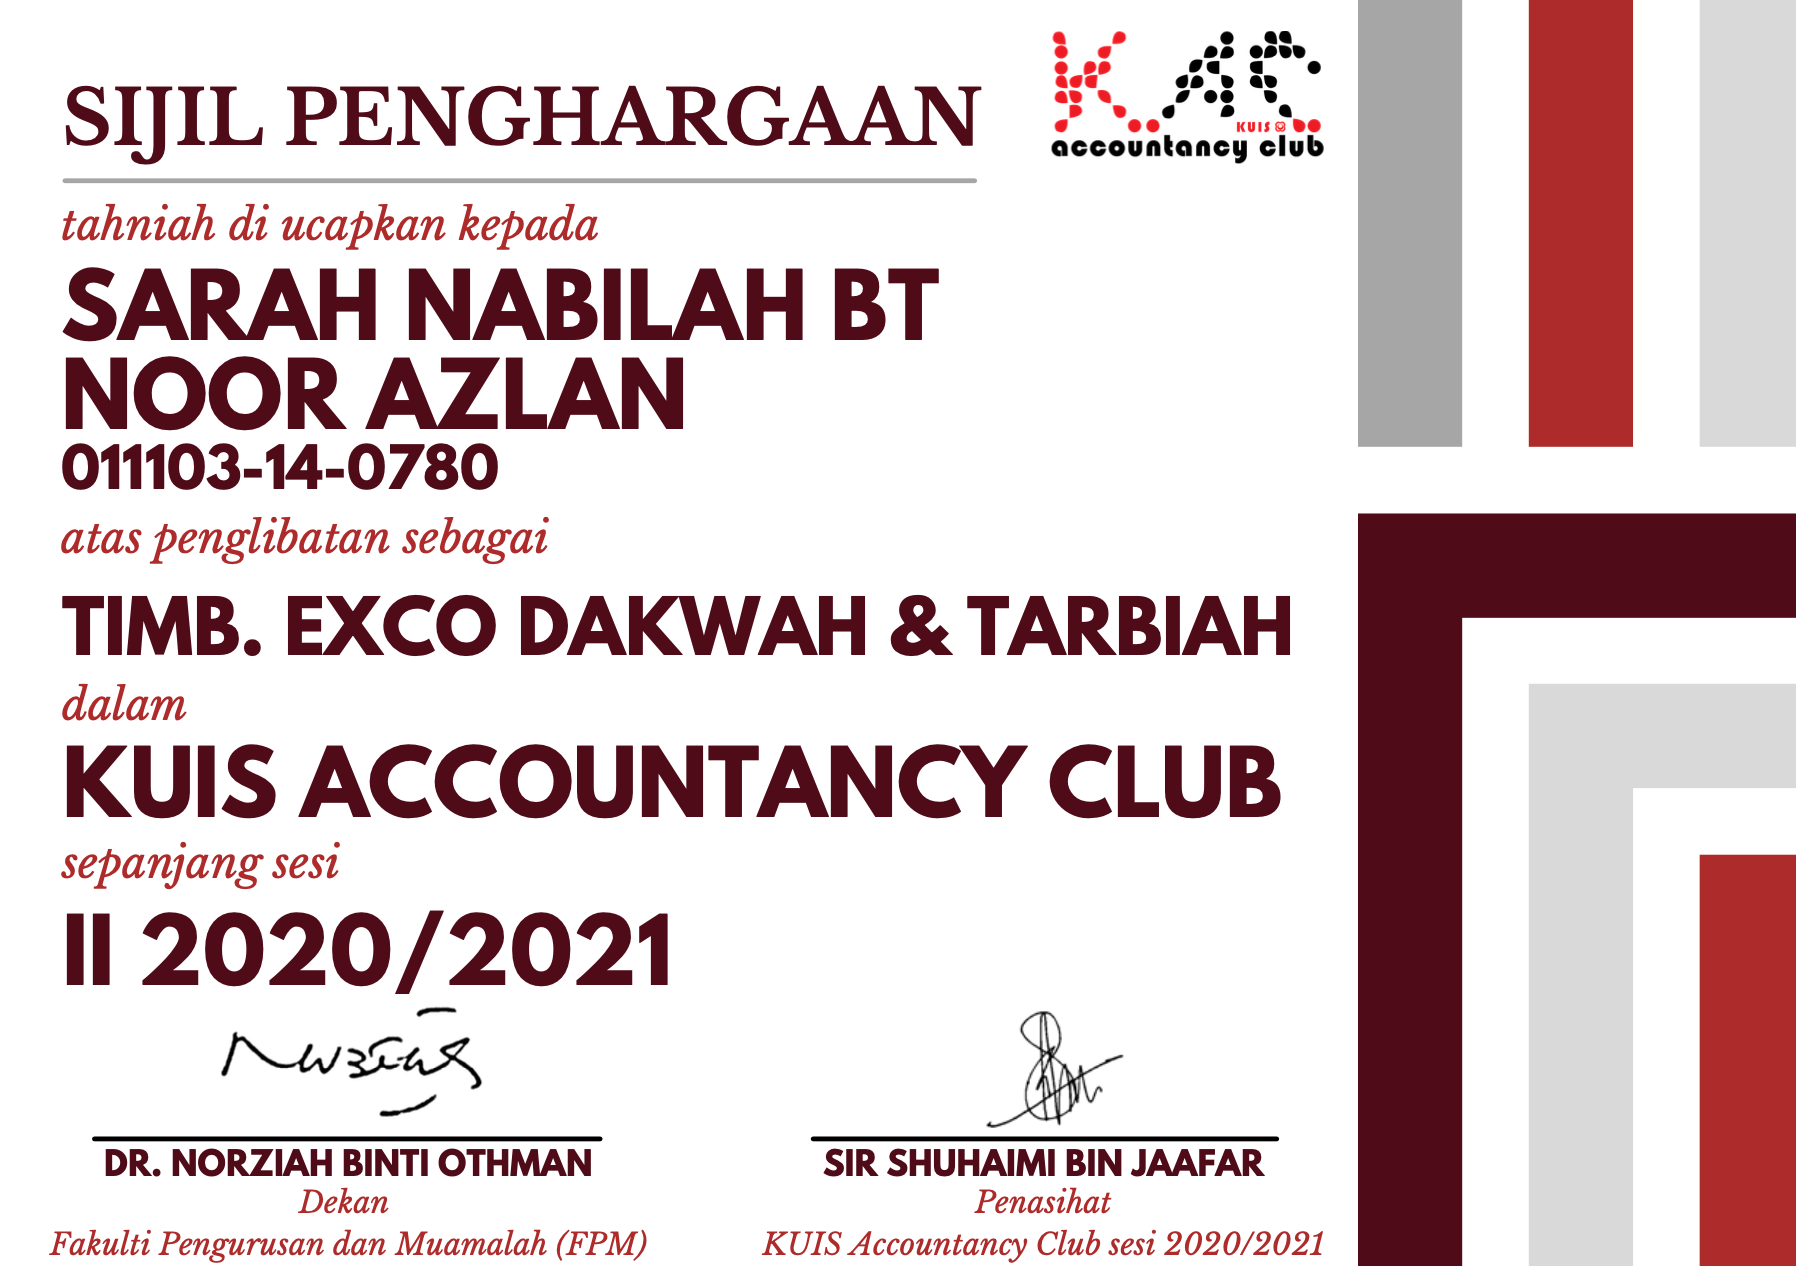 SIJIL PENGHARGAAN
K.A.C.
KUIS
accountancy club
tahniah di ucapkan kepada
SARAH NABILAH BT
NOOR AZLAN
011103-14-0780
atas penglibatan sebagai
TIMB. EXCO DAKWAH & TARBIAH
dalam
KUIS ACCOUNTANCY CLUB
sepanjang sesi
II 2020/2021
DR. NORZIAH BINTI OTHMAN
Dekan
Fakulti Pengurusan dan Muamalah (FPM)
SIR SHUHAIMI BIN JAAFAR
Penasihat
KUIS Accountancy Club sesi 2020/2021